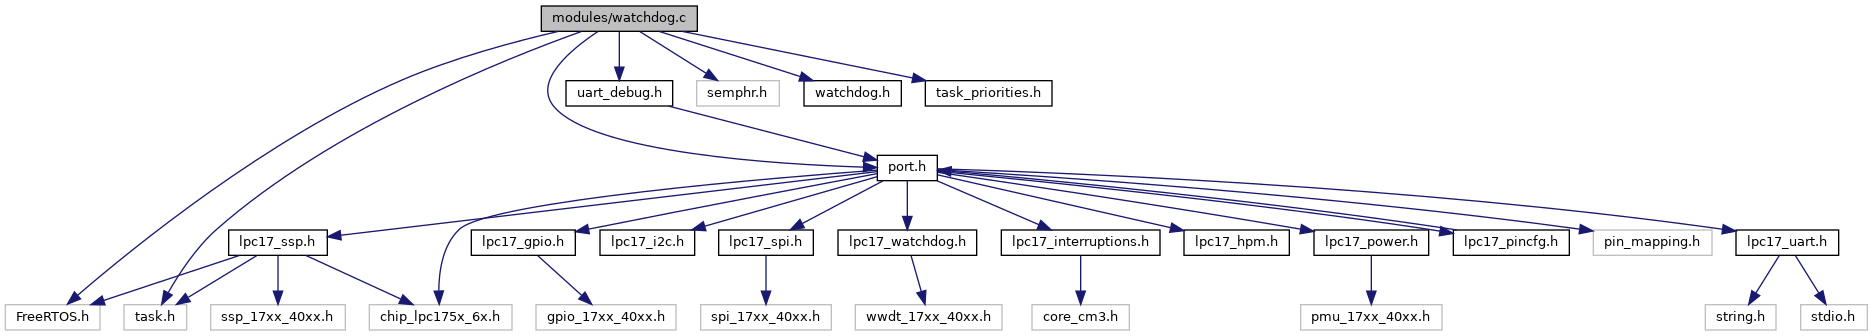 modules/watchdog.c
uart_debug.h
semphr.h
watchdog.h
task_priorities.h
port.h
lpc17_ssp.h
lpc17_gpio.h
lpc17_i2c.h
lpc17_spi.h
lpc17_watchdog.h
lpc17_interruptions.h
lpc17_hpm.h
lpc17_power.h
lpc17_pincfg.h
pin_mapping.h
lpc17_uart.h
FreeRTOS.h
task.h
ssp_17xx_40xx.h
chip_lpc175x_6x.h
gpio_17xx_40xx.h
spi_17xx_40xx.h
wwdt_17xx_40xx.h
core_cm3.h
pmu_17xx_40xx.h
string.h
stdio.h